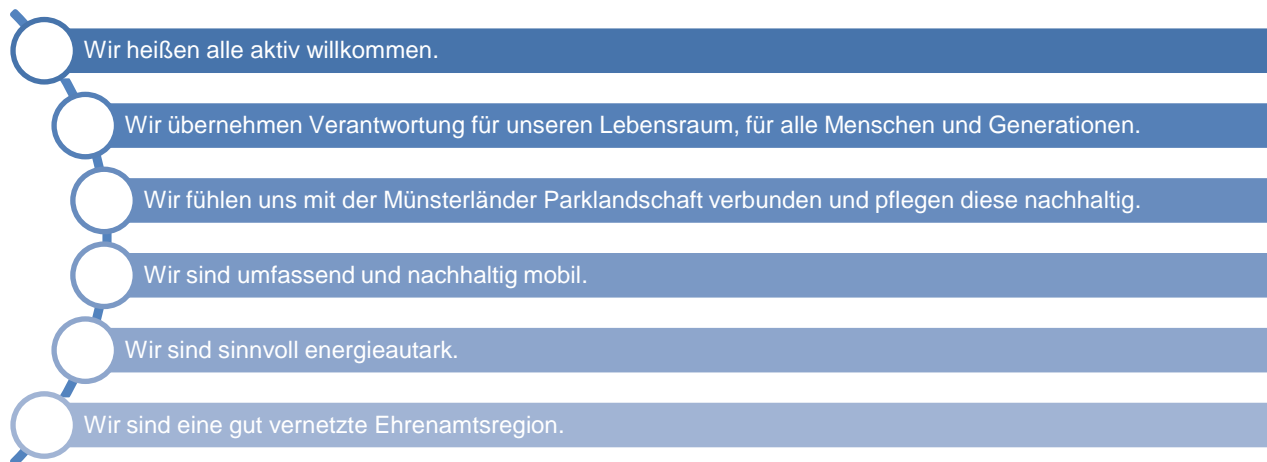 Wir heißen alle aktiv willkommen.
Wir übernehmen Verantwortung für unseren Lebensraum, für alle Menschen und Generationen.
Wir fühlen uns mit der Münsterländer Parklandschaft verbunden und pflegen diese nachhaltig.
Wir sind umfassend und nachhaltig mobil.
Wir sind sinnvoll energieautark.
Wir sind eine gut vernetzte Ehrenamtsregion.